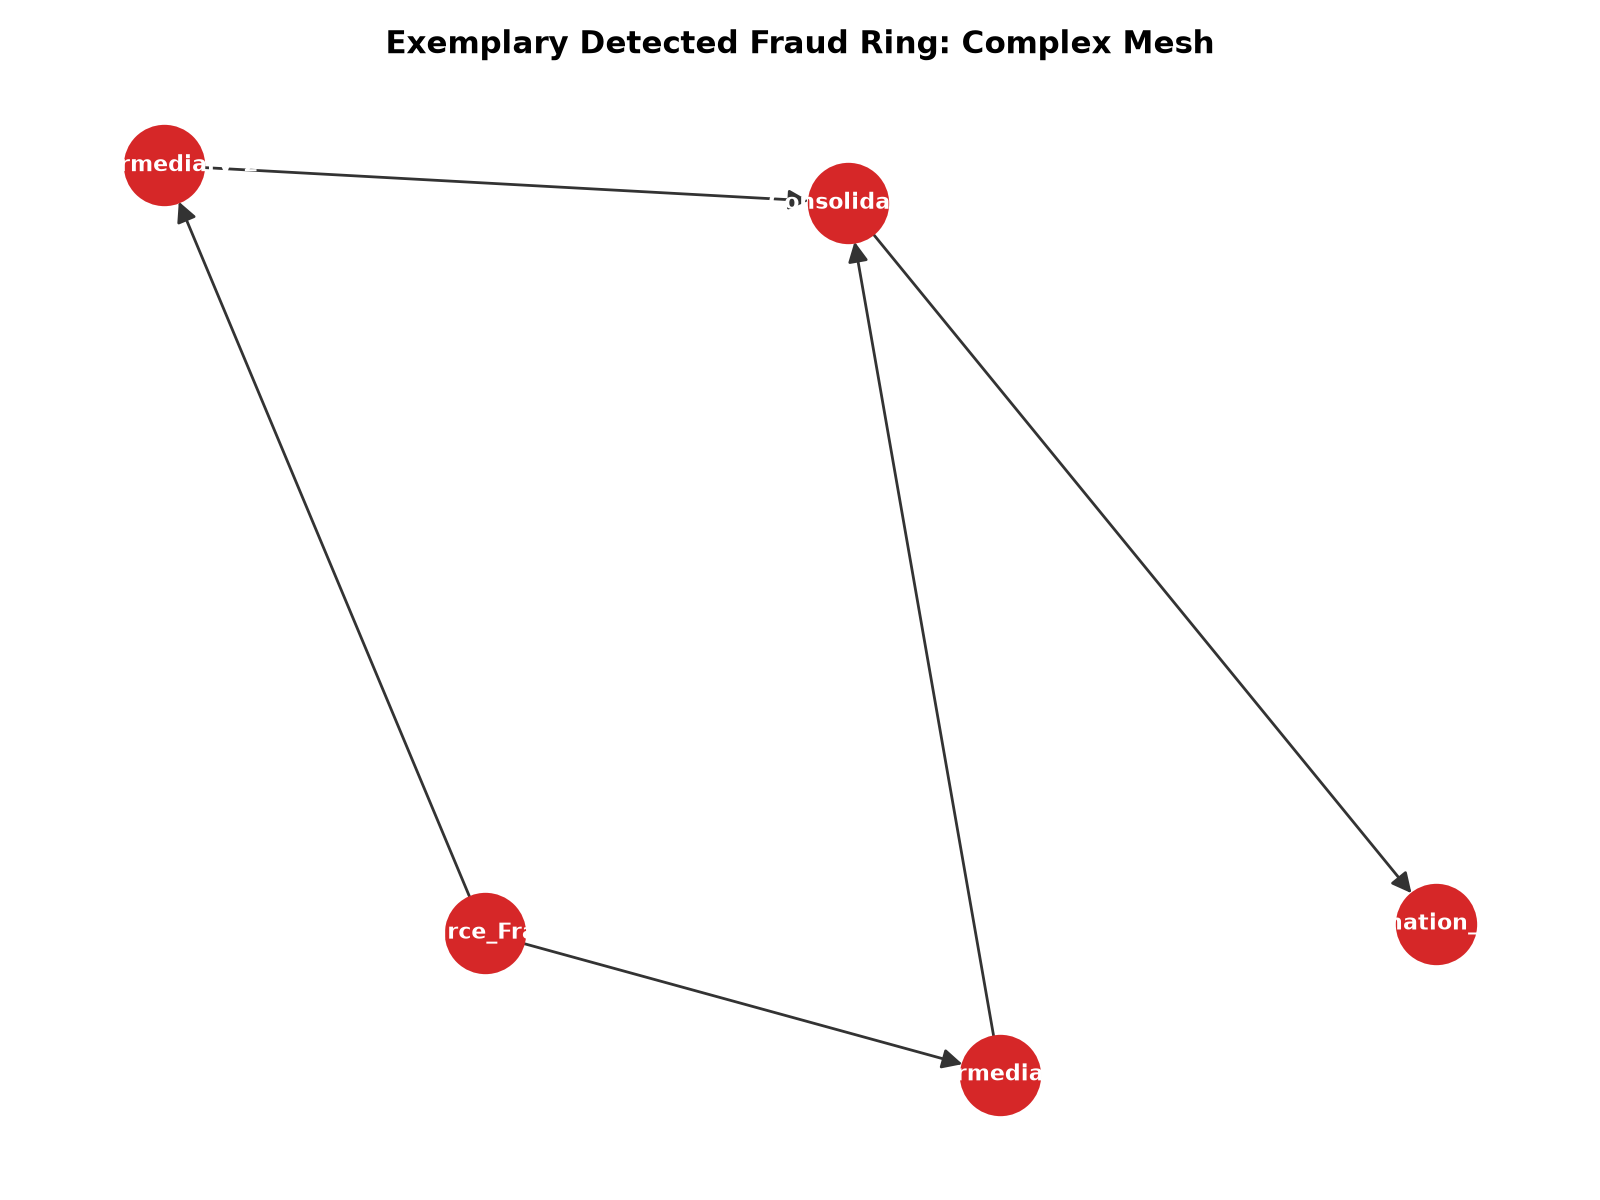 Exemplary Detected Fraud Ring: Complex Mesh
rmedia
onsolida
rce_Fra
nation_
rmedia